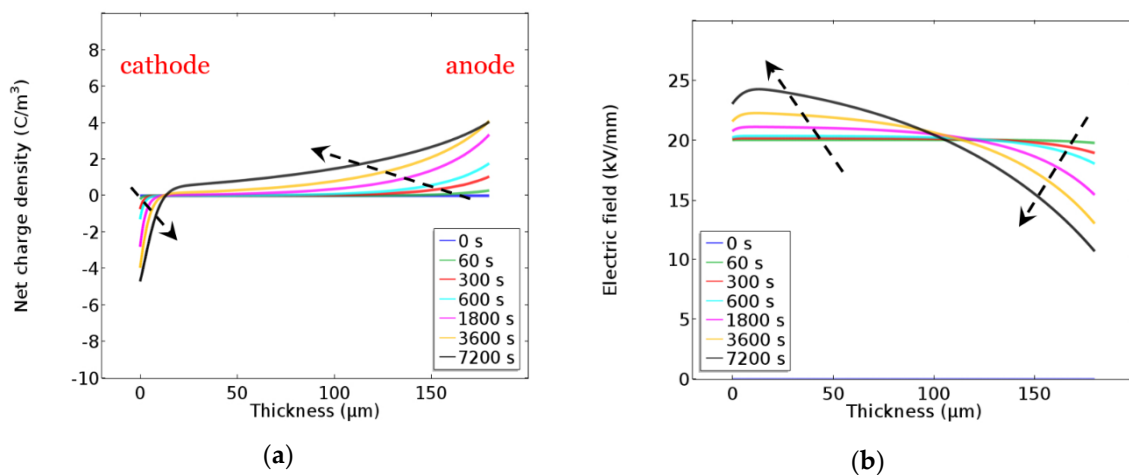 8
6
4
2
0
-2
-4
-6
-8
-10
Net charge density (C/m³)
cathode
anode
0 s
60 s
300 s
600 s
1800 s
3600 s
7200 s
0
50
100
150
Thickness (μm)
(a)
25
20
15
10
5
0
Electric field (kV/mm)
0 s
60 s
300 s
600 s
1800 s
3600 s
7200 s
0
50
100
150
Thickness (μm)
(b)